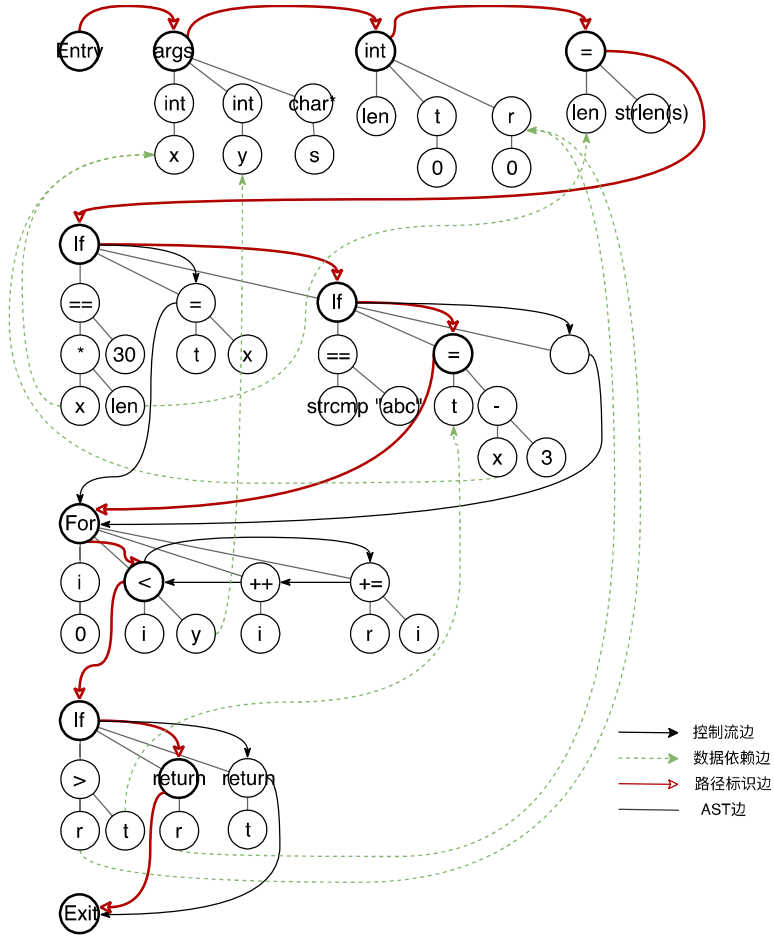 Entry args int =
int int char* len t r len strlen(s)
x y s 0 0
If
== = If
* 30 t x == =
x len strcmp "abc" t -
x 3
For
i < ++ +=
0 i y i r i
If
> return return
r t r t
Exit
控制流边
数据依赖边
路径标识边
AST边